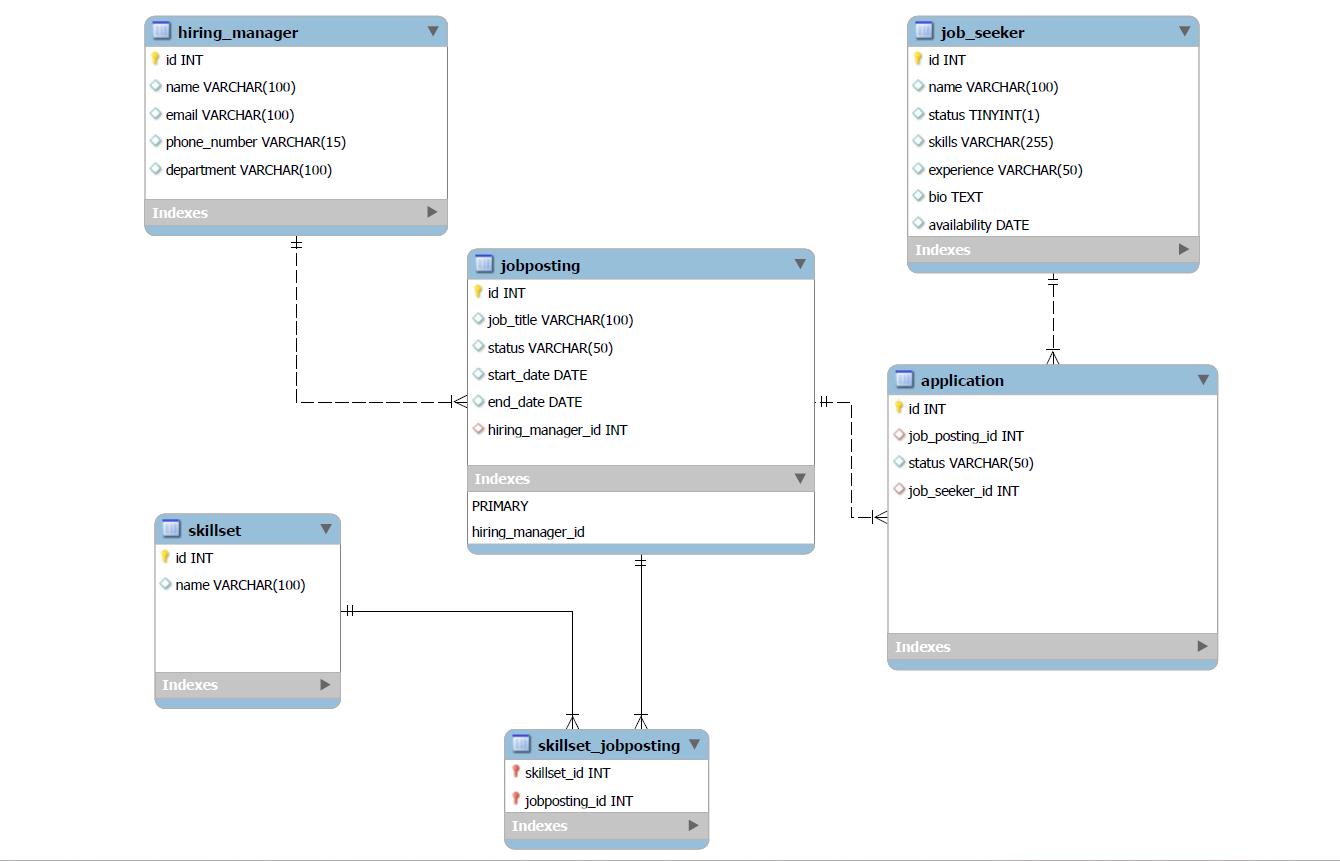 hiring_manager
id INT
name VARCHAR(100)
email VARCHAR(100)
phone_number VARCHAR(15)
department VARCHAR(100)
Indexes
job_seeker
id INT
name VARCHAR(100)
status TINYINT(1)
skills VARCHAR(255)
experience VARCHAR(50)
bio TEXT
availability DATE
Indexes
jobposting
id INT
job_title VARCHAR(100)
status VARCHAR(50)
start_date DATE
end_date DATE
hiring_manager_id INT
Indexes
PRIMARY
hiring_manager_id
application
id INT
job_posting_id INT
status VARCHAR(50)
job_seeker_id INT
Indexes
skillset
id INT
name VARCHAR(100)
Indexes
skillset_jobposting
skillset_id INT
jobposting_id INT
Indexes